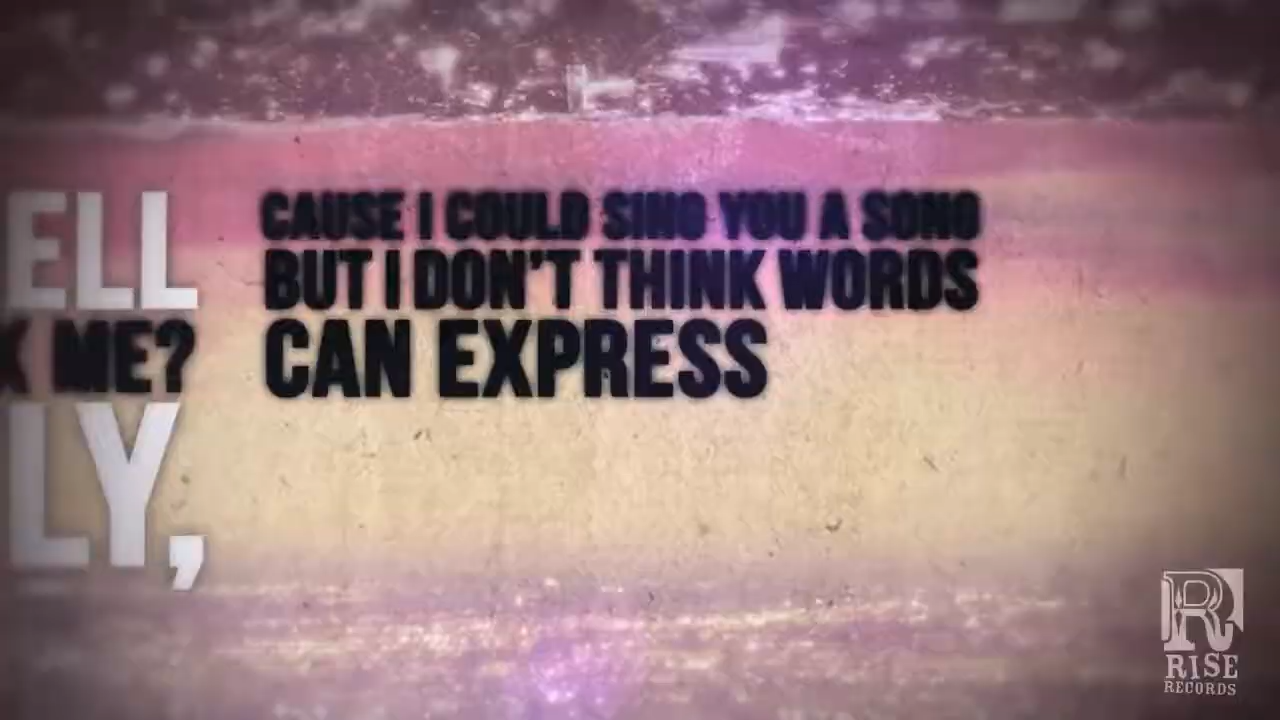 ELL
K ME?
LY,
CAUSE I COULD SING YOU A SONG
BUT I DON'T THINK WORDS
CAN EXPRESS
R
RISE
RECORDS